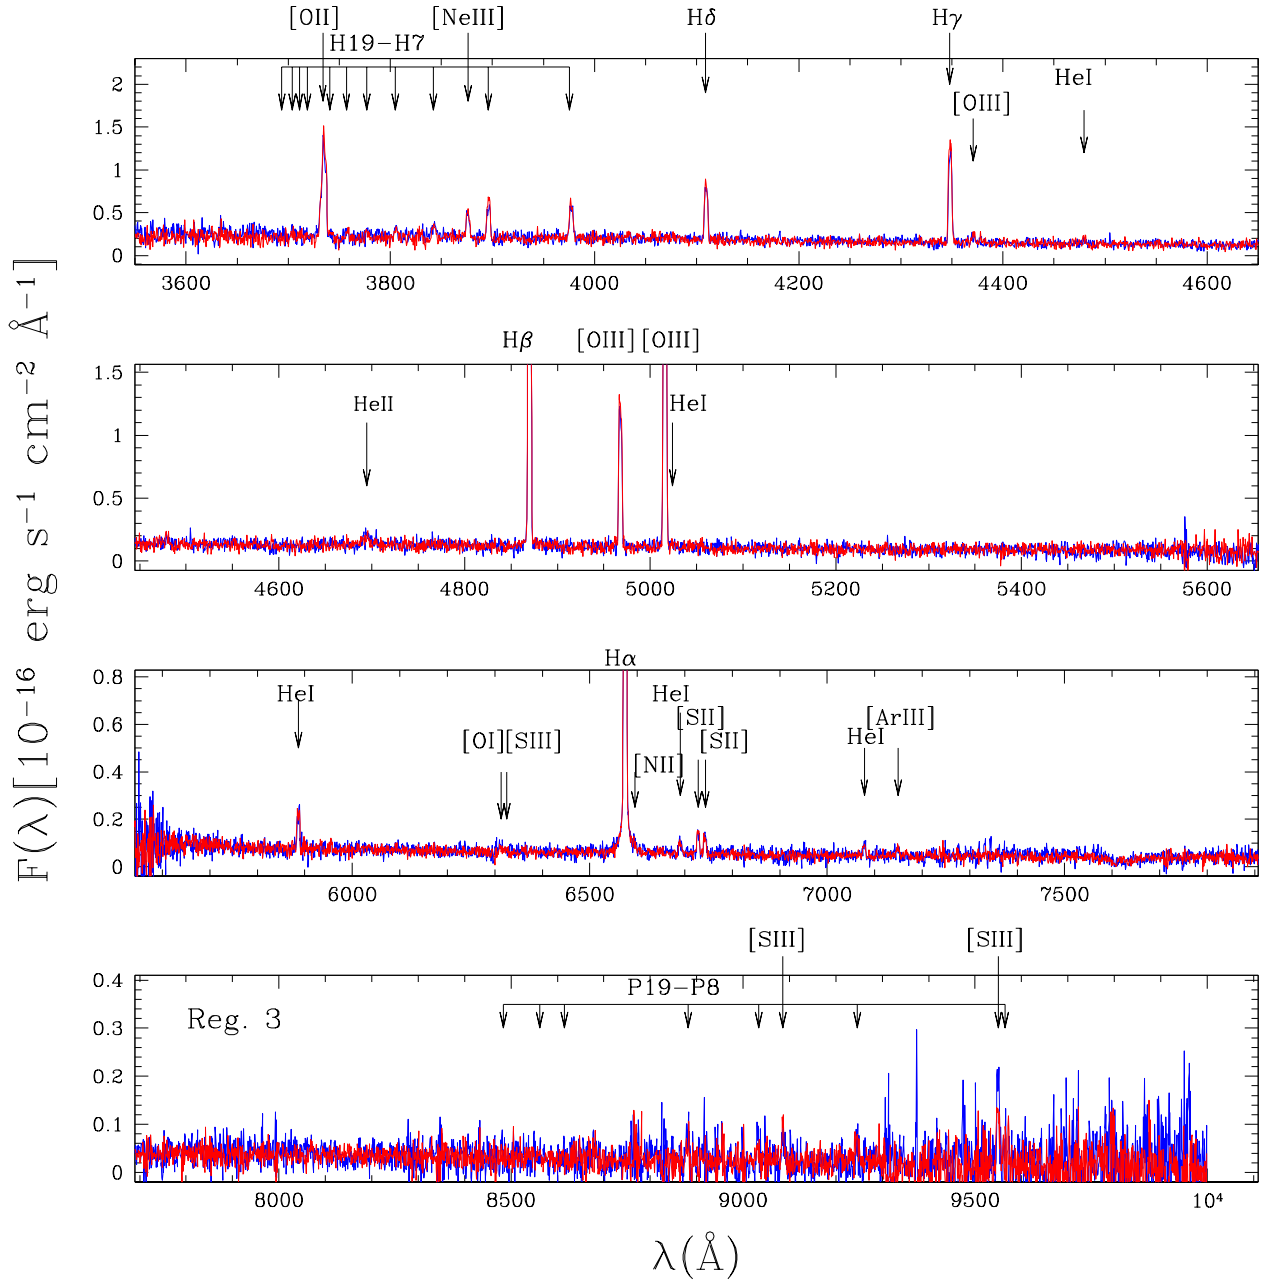 [OII] [NeIII] Hδ Hγ
H19−H7
HeI
[OIII]
2
1.5
1
0.5
0
3600 3800 4000 4200 4400 4600
Hβ [OIII] [OIII]
HeII HeI
1.5
1
0.5
0
4600 4800 5000 5200 5400 5600
Hα
HeI HeI
[SII] [ArIII]
[OI] [SIII] [SII] HeI
[NII]
0.8
0.6
0.4
0.2
0
6000 6500 7000 7500
[SIII] [SIII]
P19−P8
Reg. 3
0.4
0.3
0.2
0.1
0
8000 8500 9000 9500 10⁴
λ(Å)
F(λ)[10⁻¹⁶ erg s⁻¹ cm⁻² Å⁻¹]